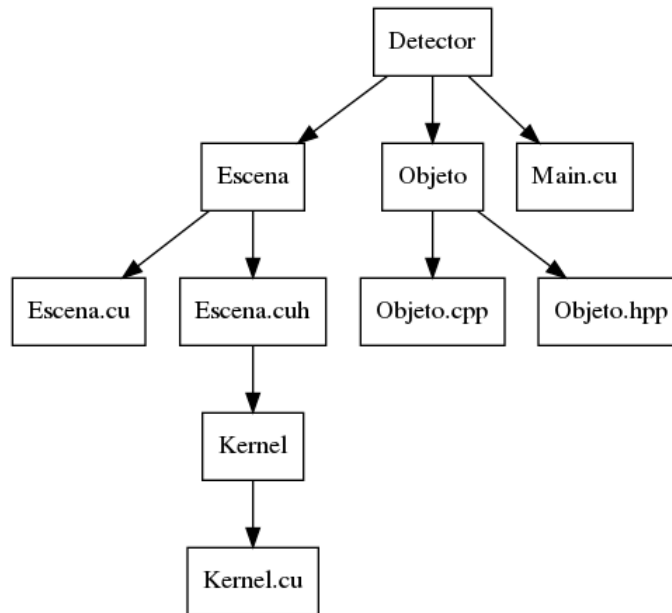 Detector
Escena
Objeto
Main.cu
Escena.cu
Escena.cuh
Objeto.cpp
Objeto.hpp
Kernel
Kernel.cu